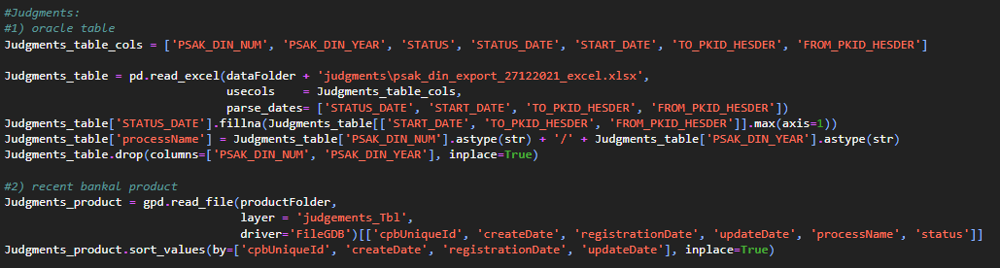 #Judgments:
#1) oracle table
Judgments_table_cols = ['PSAK_DIN_NUM', 'PSAK_DIN_YEAR', 'STATUS', 'STATUS_DATE', 'START_DATE', 'TO_PKID_HESDER', 'FROM_PKID_HESDER']
Judgments_table = pd.read_excel(dataFolder + 'judgments\psak_din_export_27122021_excel.xlsx',
usecols = Judgments_table_cols,
parse_dates= ['STATUS_DATE', 'START_DATE', 'TO_PKID_HESDER', 'FROM_PKID_HESDER'])
Judgments_table['STATUS_DATE'].fillna(Judgments_table[['START_DATE', 'TO_PKID_HESDER', 'FROM_PKID_HESDER']].max(axis=1))
Judgments_table['processName'] = Judgments_table['PSAK_DIN_NUM'].astype(str) + '/' + Judgments_table['PSAK_DIN_YEAR'].astype(str)
Judgments_table.drop(columns=['PSAK_DIN_NUM', 'PSAK_DIN_YEAR'], inplace=True)
#2) recent bankal product
Judgments_product = gpd.read_file(productFolder,
layer = 'judgements_Tbl',
driver='FileGDB')[['cpbUniqueId', 'createDate', 'registrationDate', 'updateDate', 'processName', 'status']]
Judgments_product.sort_values(by=['cpbUniqueId', 'createDate', 'registrationDate', 'updateDate'], inplace=True)